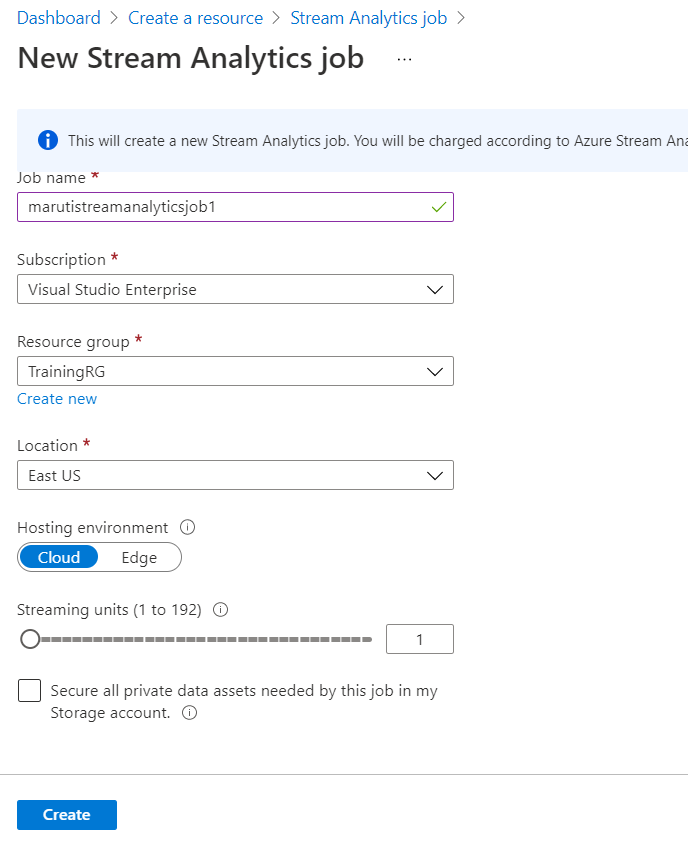 Dashboard > Create a resource > Stream Analytics job >
New Stream Analytics job ...
This will create a new Stream Analytics job. You will be charged according to Azure Stream Ana
Job name *
marutistreamanalyticsjob1
Subscription *
Visual Studio Enterprise
Resource group *
TrainingRG
Create new
Location *
East US
Hosting environment
Cloud Edge
Streaming units (1 to 192)
1
Secure all private data assets needed by this job in my
Storage account.
Create